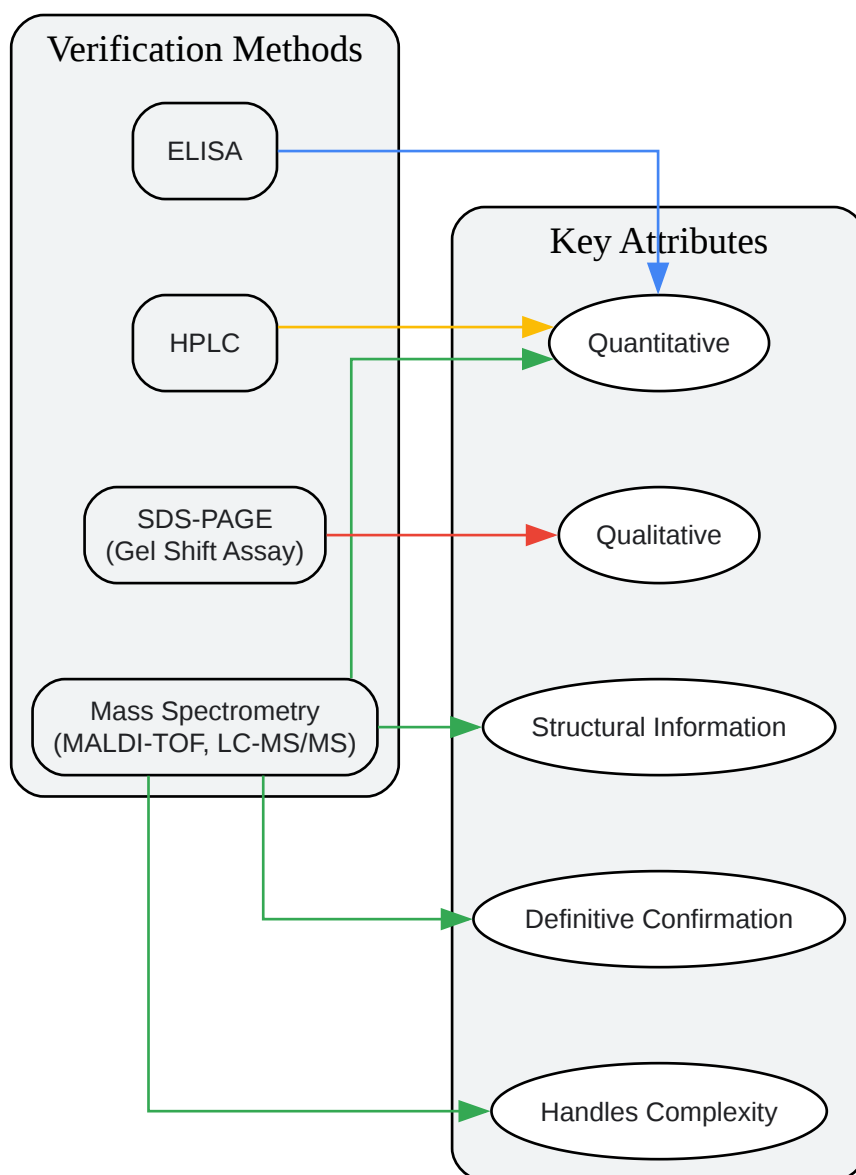 Verification Methods
ELISA
HPLC
SDS-PAGE
(Gel Shift Assay)
Mass Spectrometry
(MALDI-TOF, LC-MS/MS)
Key Attributes
Quantitative
Qualitative
Structural Information
Definitive Confirmation
Handles Complexity